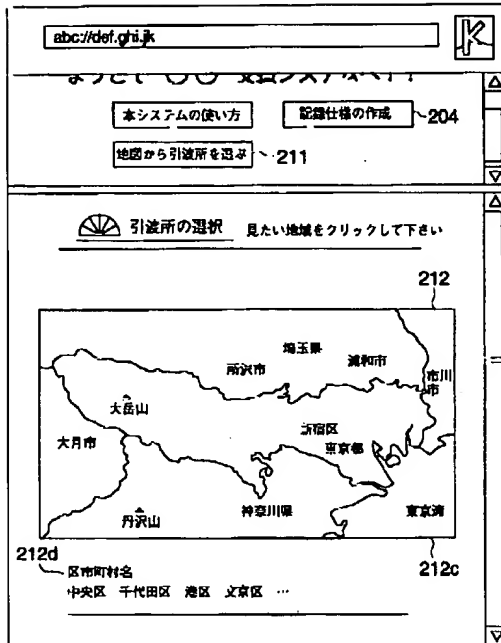 abc://def.ghi.jk
本システムの使い方
記録仕様の作成
204
地図から引渡所を選ぶ
211
引渡所の選択 見たい地域をクリックして下さい
212
埼玉県
所沢市
浦和市
市川市
大岳山
大月市
新宿区
東京都
丹沢山
神奈川県
東京湾
212d
212c
区市町村名
中央区 千代田区 港区 文京区 …